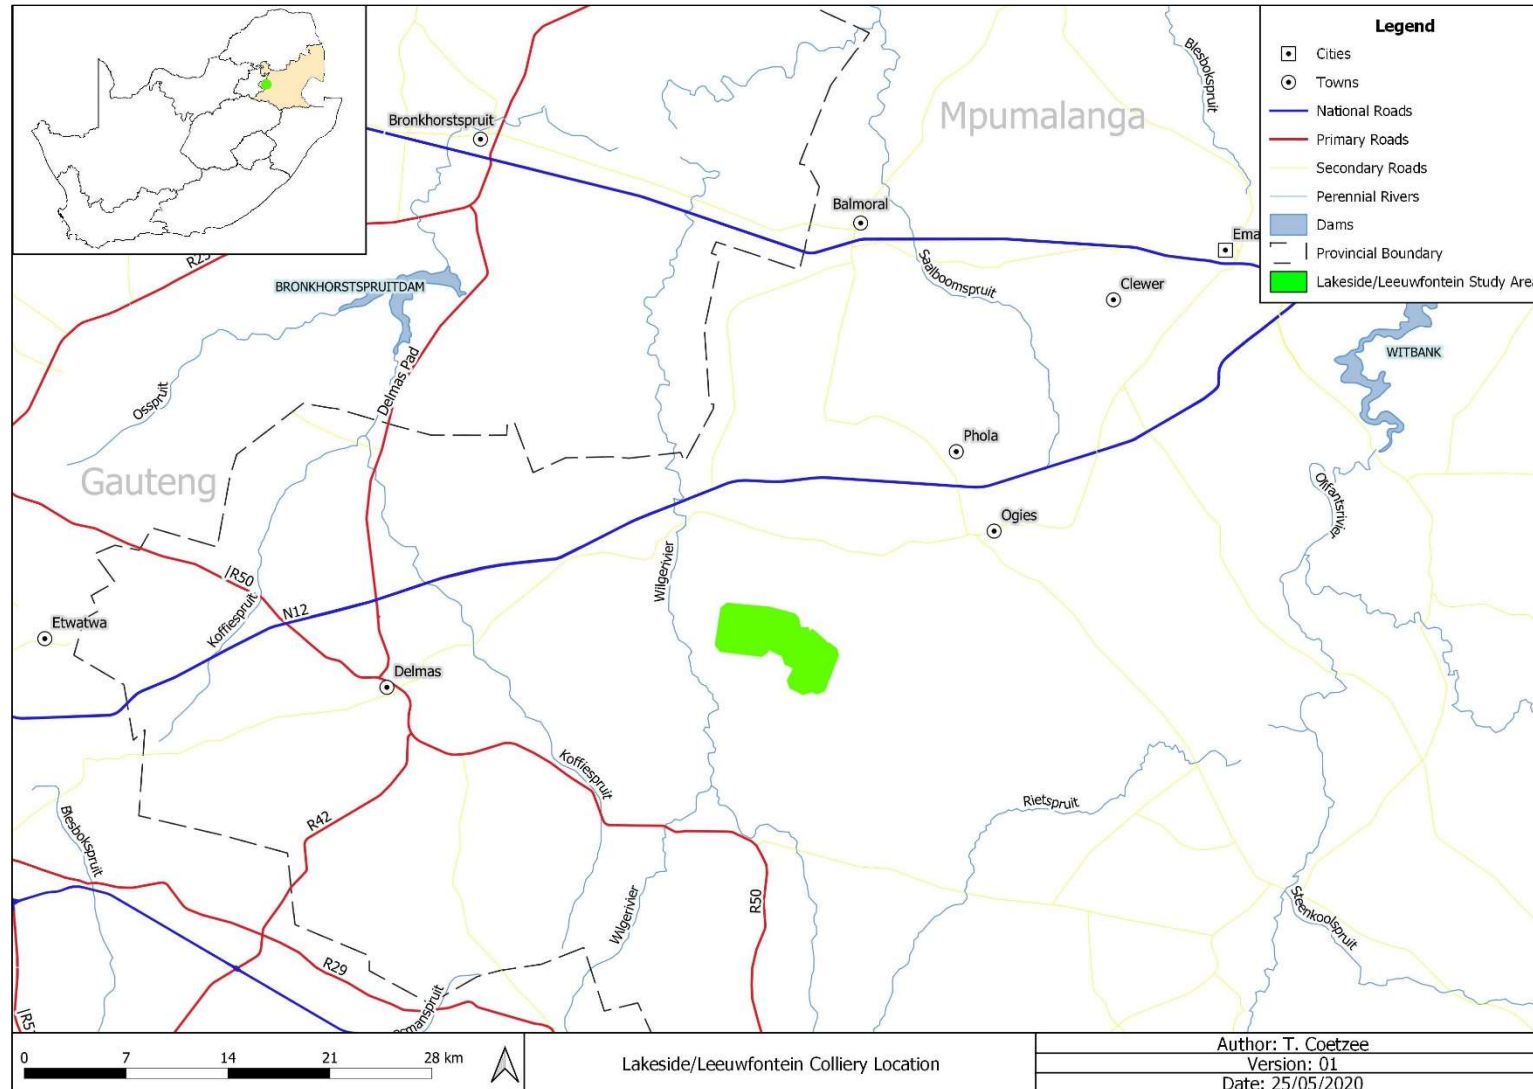 Legend
Cities
Towns
National Roads
Primary Roads
Secondary Roads
Perennial Rivers
Dams
Provincial Boundary
Lakeside/Leeuwfontein Study Area
Blesbokspruit
Mpumalanga
Bronkhorstspruit
Balmoral
Ema
R25
BRONKHORSTSPRUITDAM
Saalboomspruit
Clewer
WITBANK
Delmas Pad
Osspruit
Phola
Gauteng
Olifantsrivier
Ogies
Wilgerivier
R50
N12
Koffiespruit
Etwatwa
Delmas
Koffiespruit
Rietspruit
R42
Blesbokspruit
R50
Wilgerivier
Steenkoolspruit
R29
smanspruit
R5
0 7 14 21 28 km
Lakeside/Leeuwfontein Colliery Location
Author: T. Coetzee
Version: 01
Date: 25/05/2020